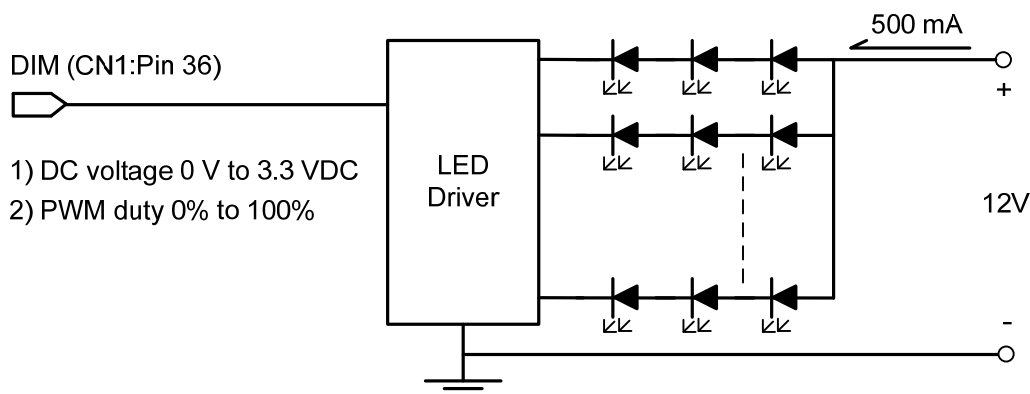 500 mA
DIM (CN1:Pin 36)
+
1) DC voltage 0 V to 3.3 VDC
2) PWM duty 0% to 100%
LED
Driver
12V
-